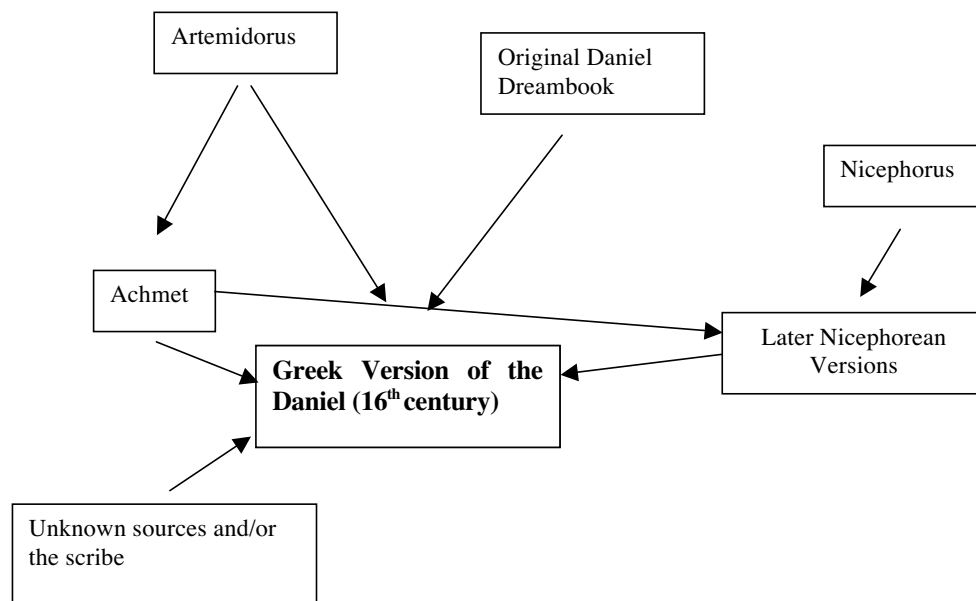 Artemidorus
Original Daniel
Dreambook
Nicephorus
Achmet
Later Nicephorean
Versions
Greek Version of the
Daniel (16th century)
Unknown sources and/or
the scribe